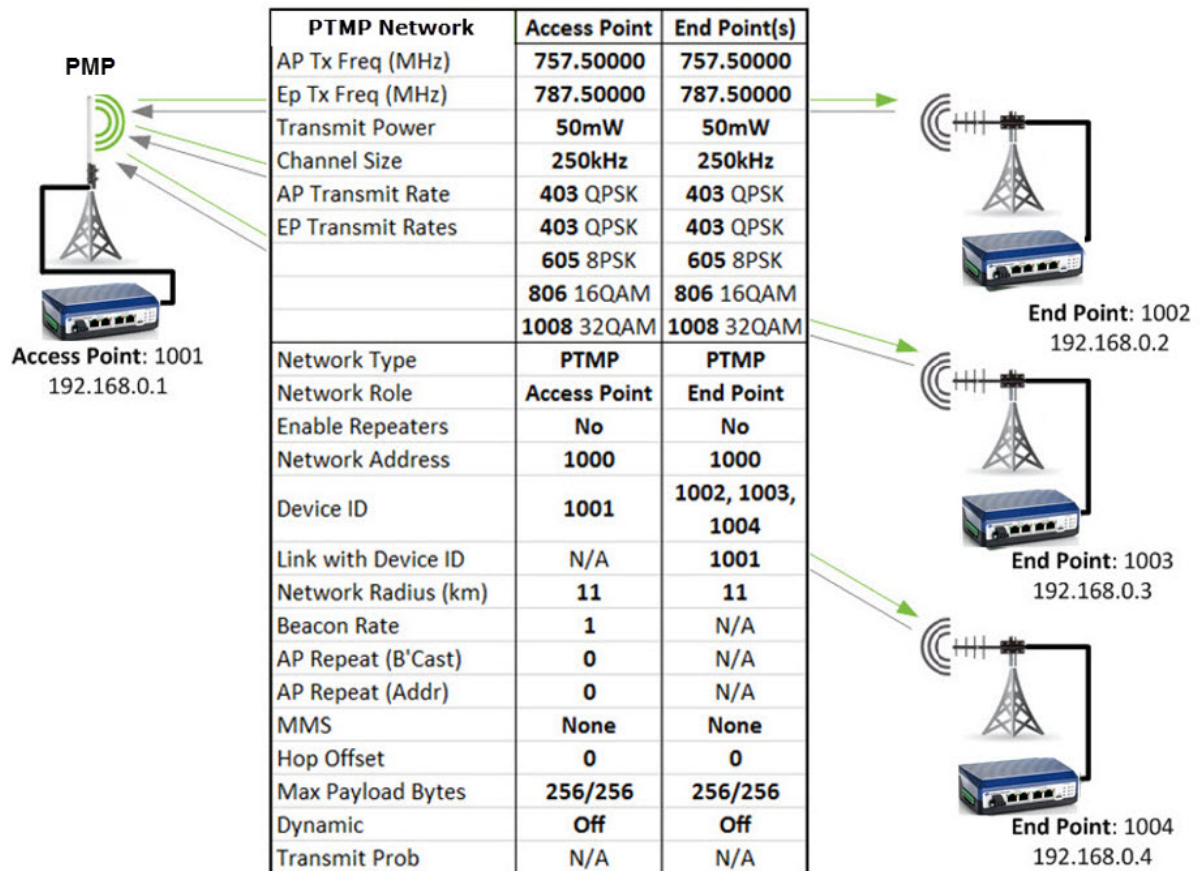 PMP
Access Point: 1001
192.168.0.1
PTMP Network Access Point End Point(s)
AP Tx Freq (MHz) 757.50000 757.50000
Ep Tx Freq (MHz) 787.50000 787.50000
Transmit Power 50mW 50mW
Channel Size 250kHz 250kHz
AP Transmit Rate 403 QPSK 403 QPSK
EP Transmit Rates 403 QPSK 403 QPSK
605 8PSK 605 8PSK
806 16QAM 806 16QAM
1008 32QAM 1008 32QAM
Network Type PTMP PTMP
Network Role Access Point End Point
Enable Repeaters No No
Network Address 1000 1000
Device ID 1001 1002, 1003,
1004
Link with Device ID N/A 1001
Network Radius (km) 11 11
Beacon Rate 1 N/A
AP Repeat (B'Cast) 0 N/A
AP Repeat (Addr) 0 N/A
MMS None None
Hop Offset 0 0
Max Payload Bytes 256/256 256/256
Dynamic Off Off
Transmit Prob N/A N/A
End Point: 1002
192.168.0.2
End Point: 1003
192.168.0.3
End Point: 1004
192.168.0.4